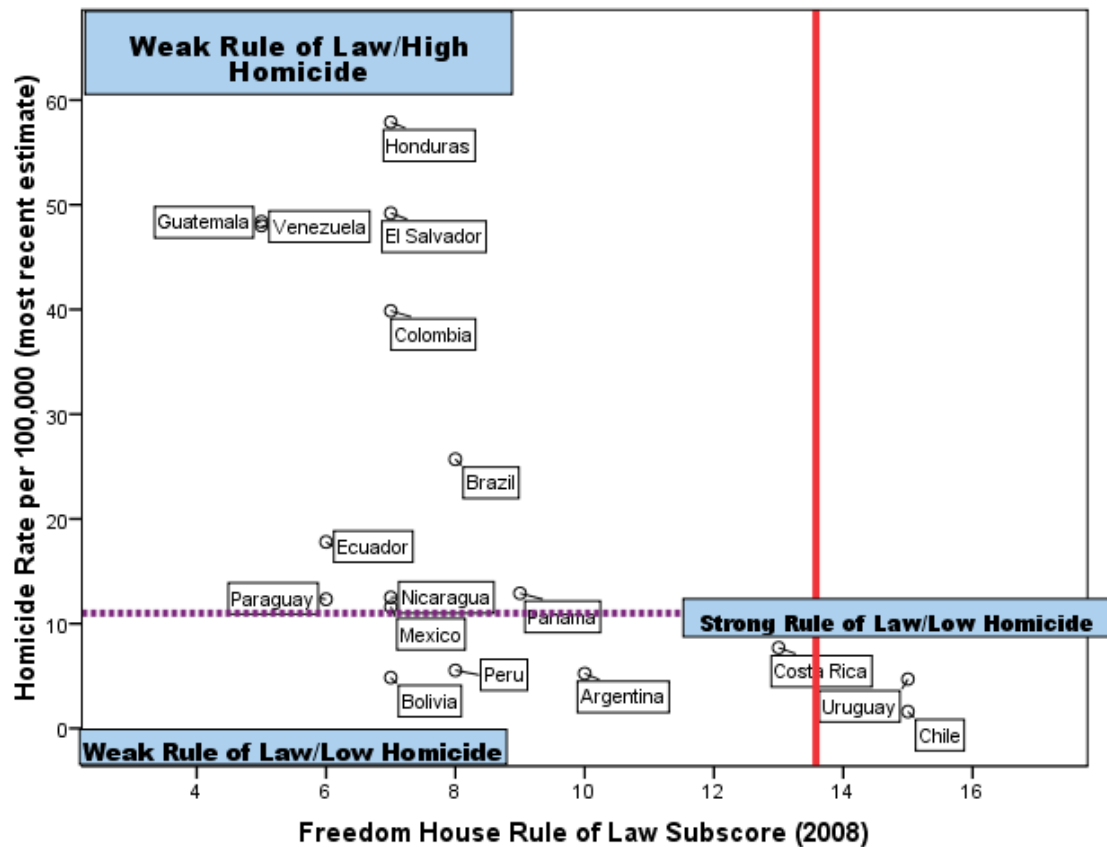 Weak Rule of Law/High
Homicide
Homicide Rate per 100,000 (most recent estimate)
60
50
40
30
20
10
0
Honduras
Guatemala
Venezuela
El Salvador
Colombia
Brazil
Ecuador
Paraguay
Nicaragua
Mexico
Panama
Strong Rule of Law/Low Homicide
Costa Rica
Peru
Bolivia
Argentina
Uruguay
Chile
Weak Rule of Law/Low Homicide
4
6
8
10
12
14
16
Freedom House Rule of Law Subscore (2008)